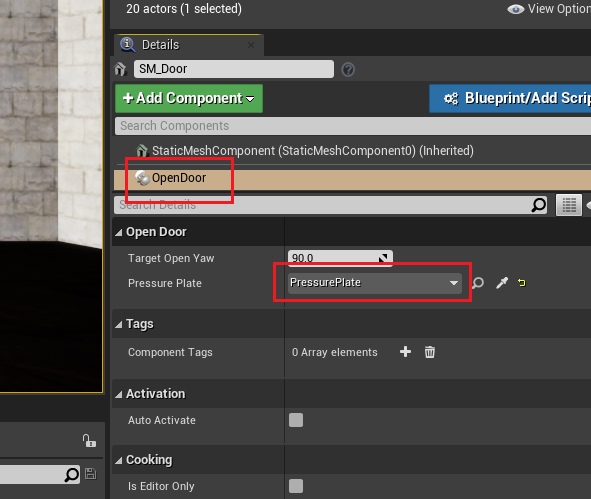 20 actors (1 selected)
View Option
Details
SM_Door
+ Add Component
Blueprint/Add Scrip
Search Components
StaticMeshComponent (StaticMeshComponent0) (Inherited)
OpenDoor
Search Details
Open Door
Target Open Yaw 90.0
Pressure Plate PressurePlate
Tags
Component Tags 0 Array elements
Activation
Auto Activate
Cooking
Is Editor Only